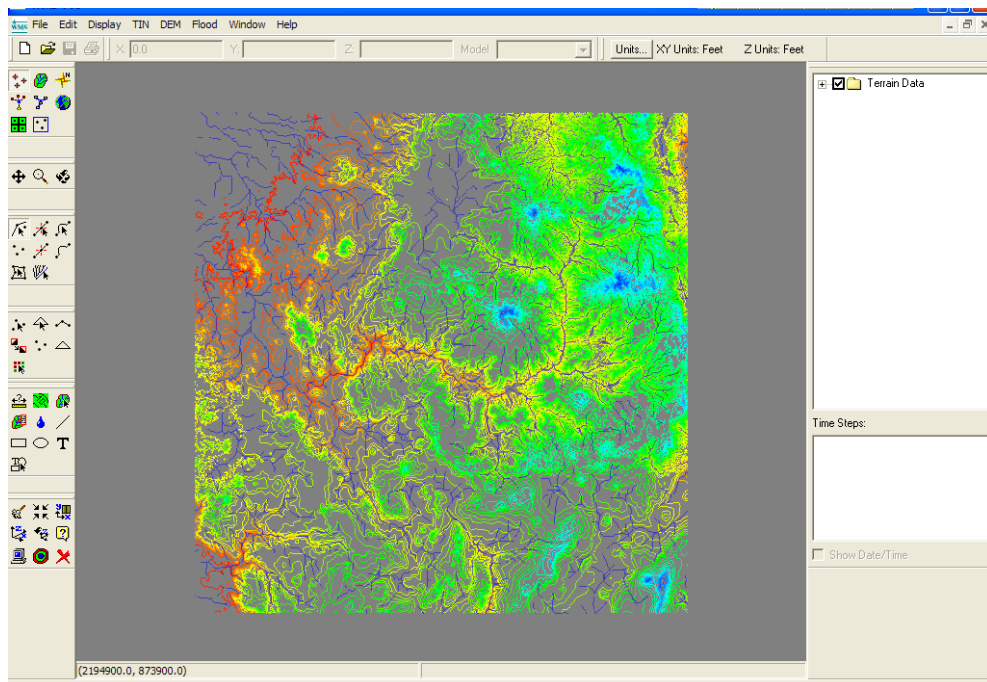 File Edit Display TIN DEM Flood Window Help
X: 0.0 Y: Z: Model Units... XY Units: Feet Z Units: Feet
Terrain Data
Time Steps:
Show Date/Time
(2194900.0, 873900.0)